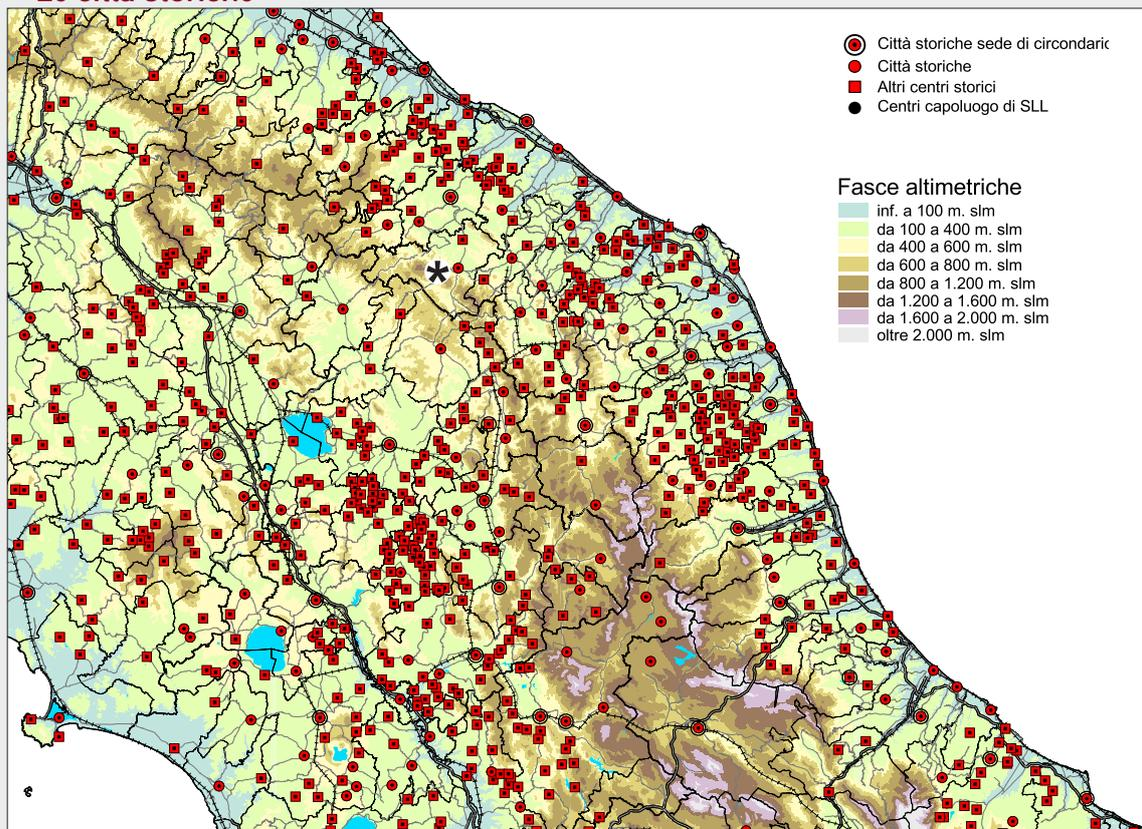 Città storiche sede di circondario
Città storiche
Altri centri storici
Centri capoluogo di SLL
Fasce altimetriche
inf. a 100 m. slm
da 100 a 400 m. slm
da 400 a 600 m. slm
da 600 a 800 m. slm
da 800 a 1.200 m. slm
da 1.200 a 1.600 m. slm
da 1.600 a 2.000 m. slm
oltre 2.000 m. slm
*